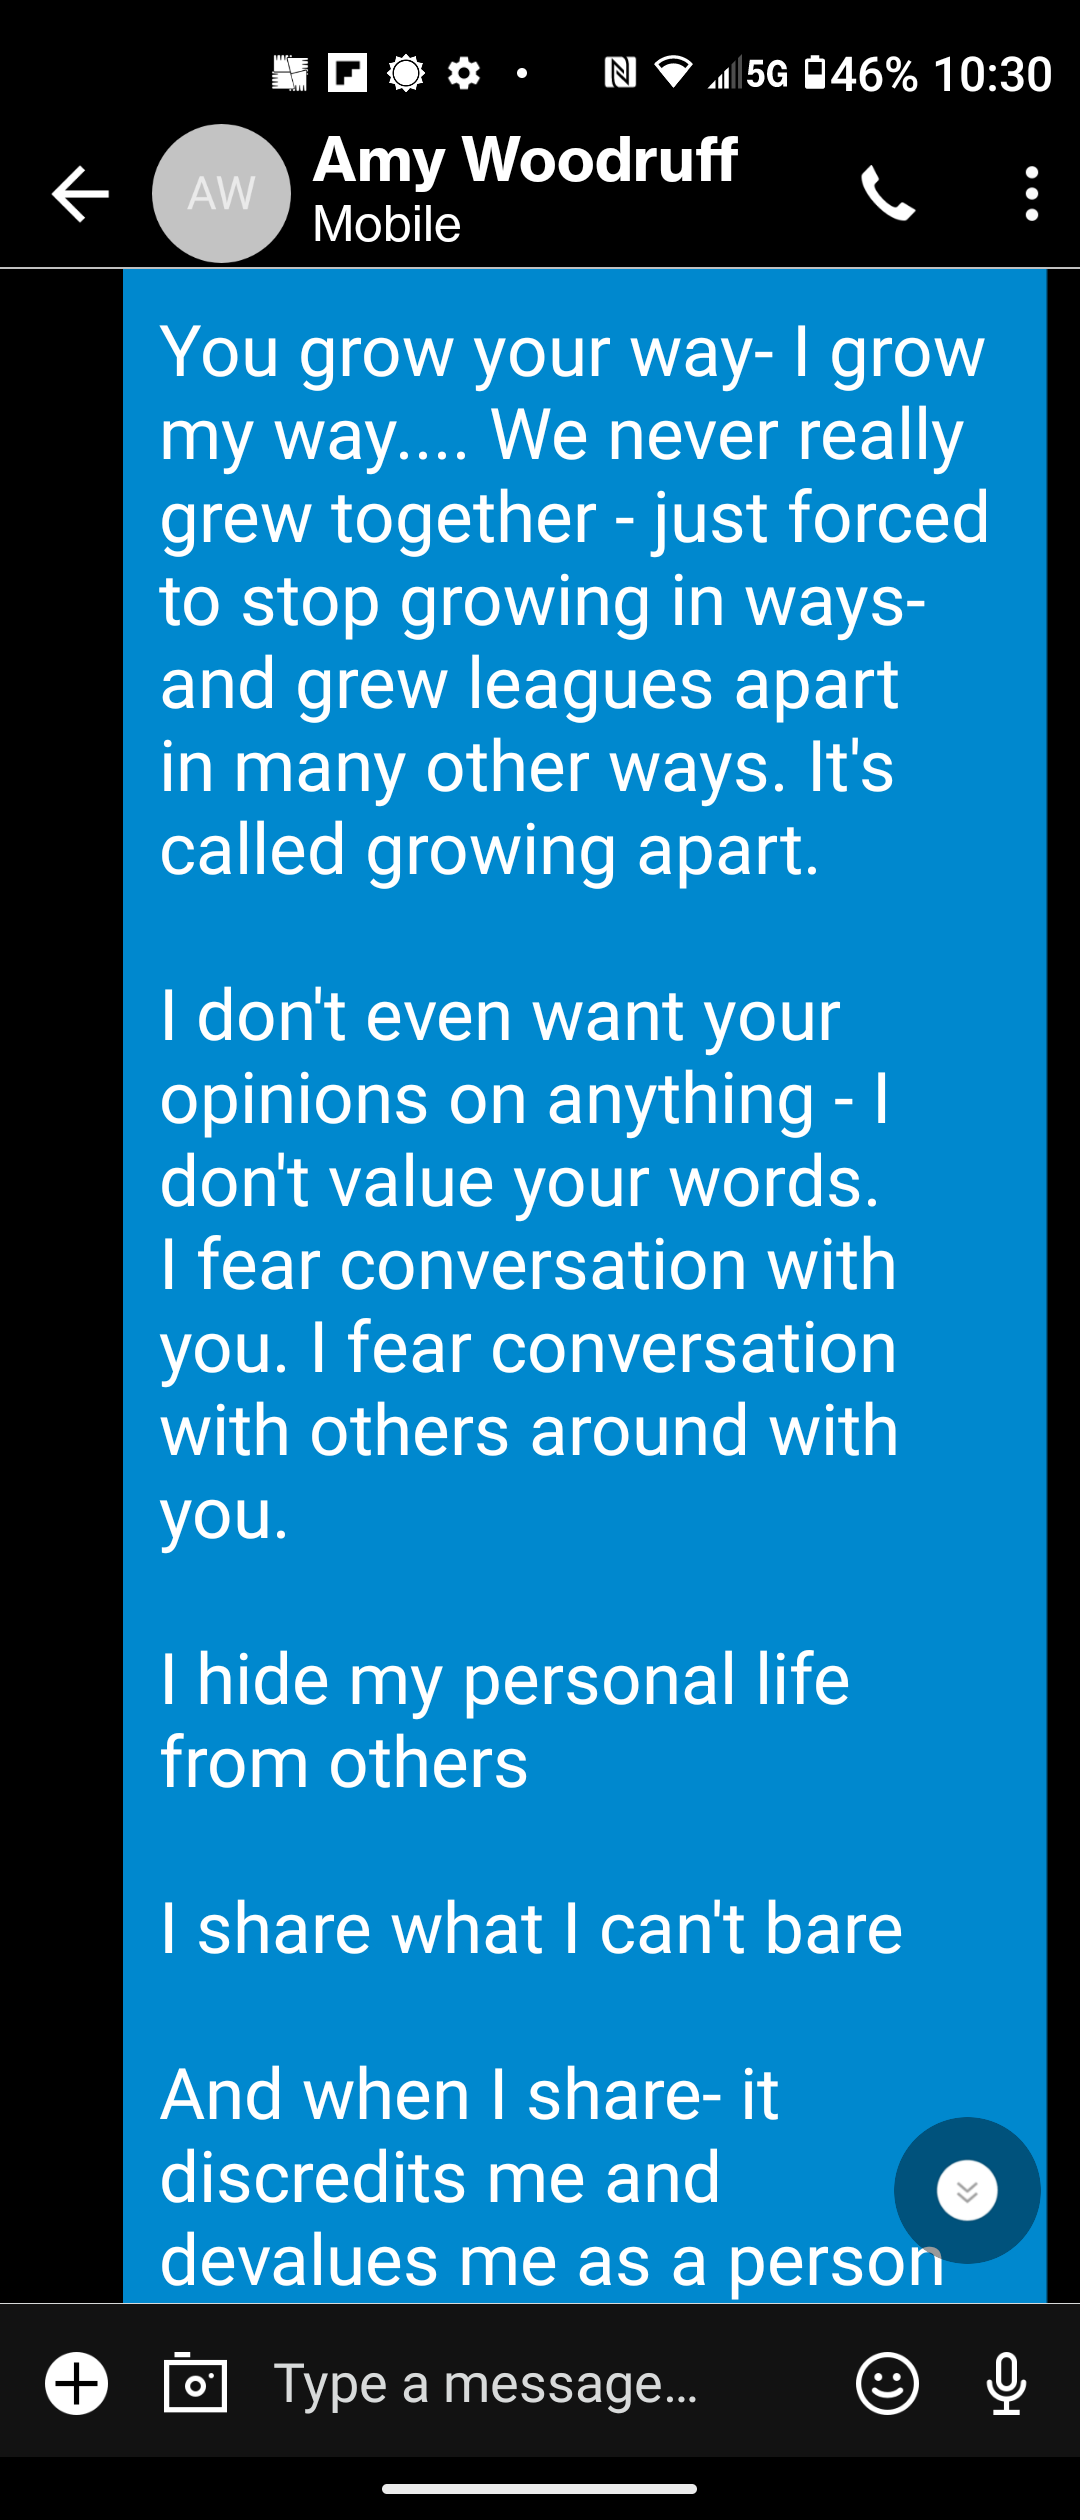 5G 46% 10:30
AW
Amy Woodruff
Mobile
You grow your way- I grow
my way.... We never really
grew together - just forced
to stop growing in ways-
and grew leagues apart
in many other ways. It's
called growing apart.
I don't even want your
opinions on anything - I
don't value your words.
I fear conversation with
you. I fear conversation
with others around with
you.
I hide my personal life
from others
I share what I can't bare
And when I share- it
discredits me and
devalues me as a person
Type a message...